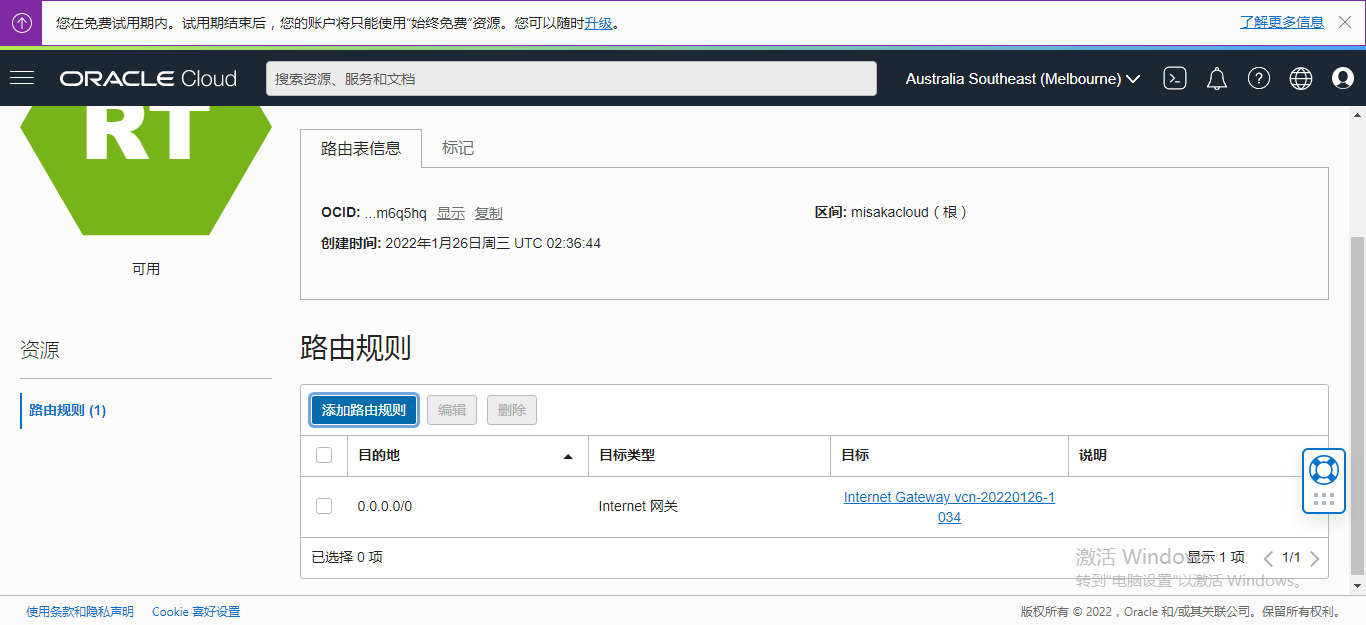 您在免费试用期内。试用期结束后，您的账户将只能使用“始终免费”资源。您可以随时升级。
了解更多信息
ORACLE Cloud
搜索资源、服务和文档
Australia Southeast (Melbourne)
RT
可用
路由表信息
标记
OCID: ...m6q5hq 显示 复制
区间: misakacloud（根）
创建时间: 2022年1月26日周三 UTC 02:36:44
资源
路由规则 (1)
路由规则
添加路由规则
编辑
删除
目的地
目标类型
目标
说明
0.0.0.0/0
Internet 网关
Internet Gateway vcn-20220126-1
034
已选择 0 项
显示 1 项
1/1
激活 Windows
转到“电脑设置”以激活 Windows。
使用条款和隐私声明
Cookie 喜好设置
版权所有 © 2022，Oracle 和/或其关联公司。保留所有权利。